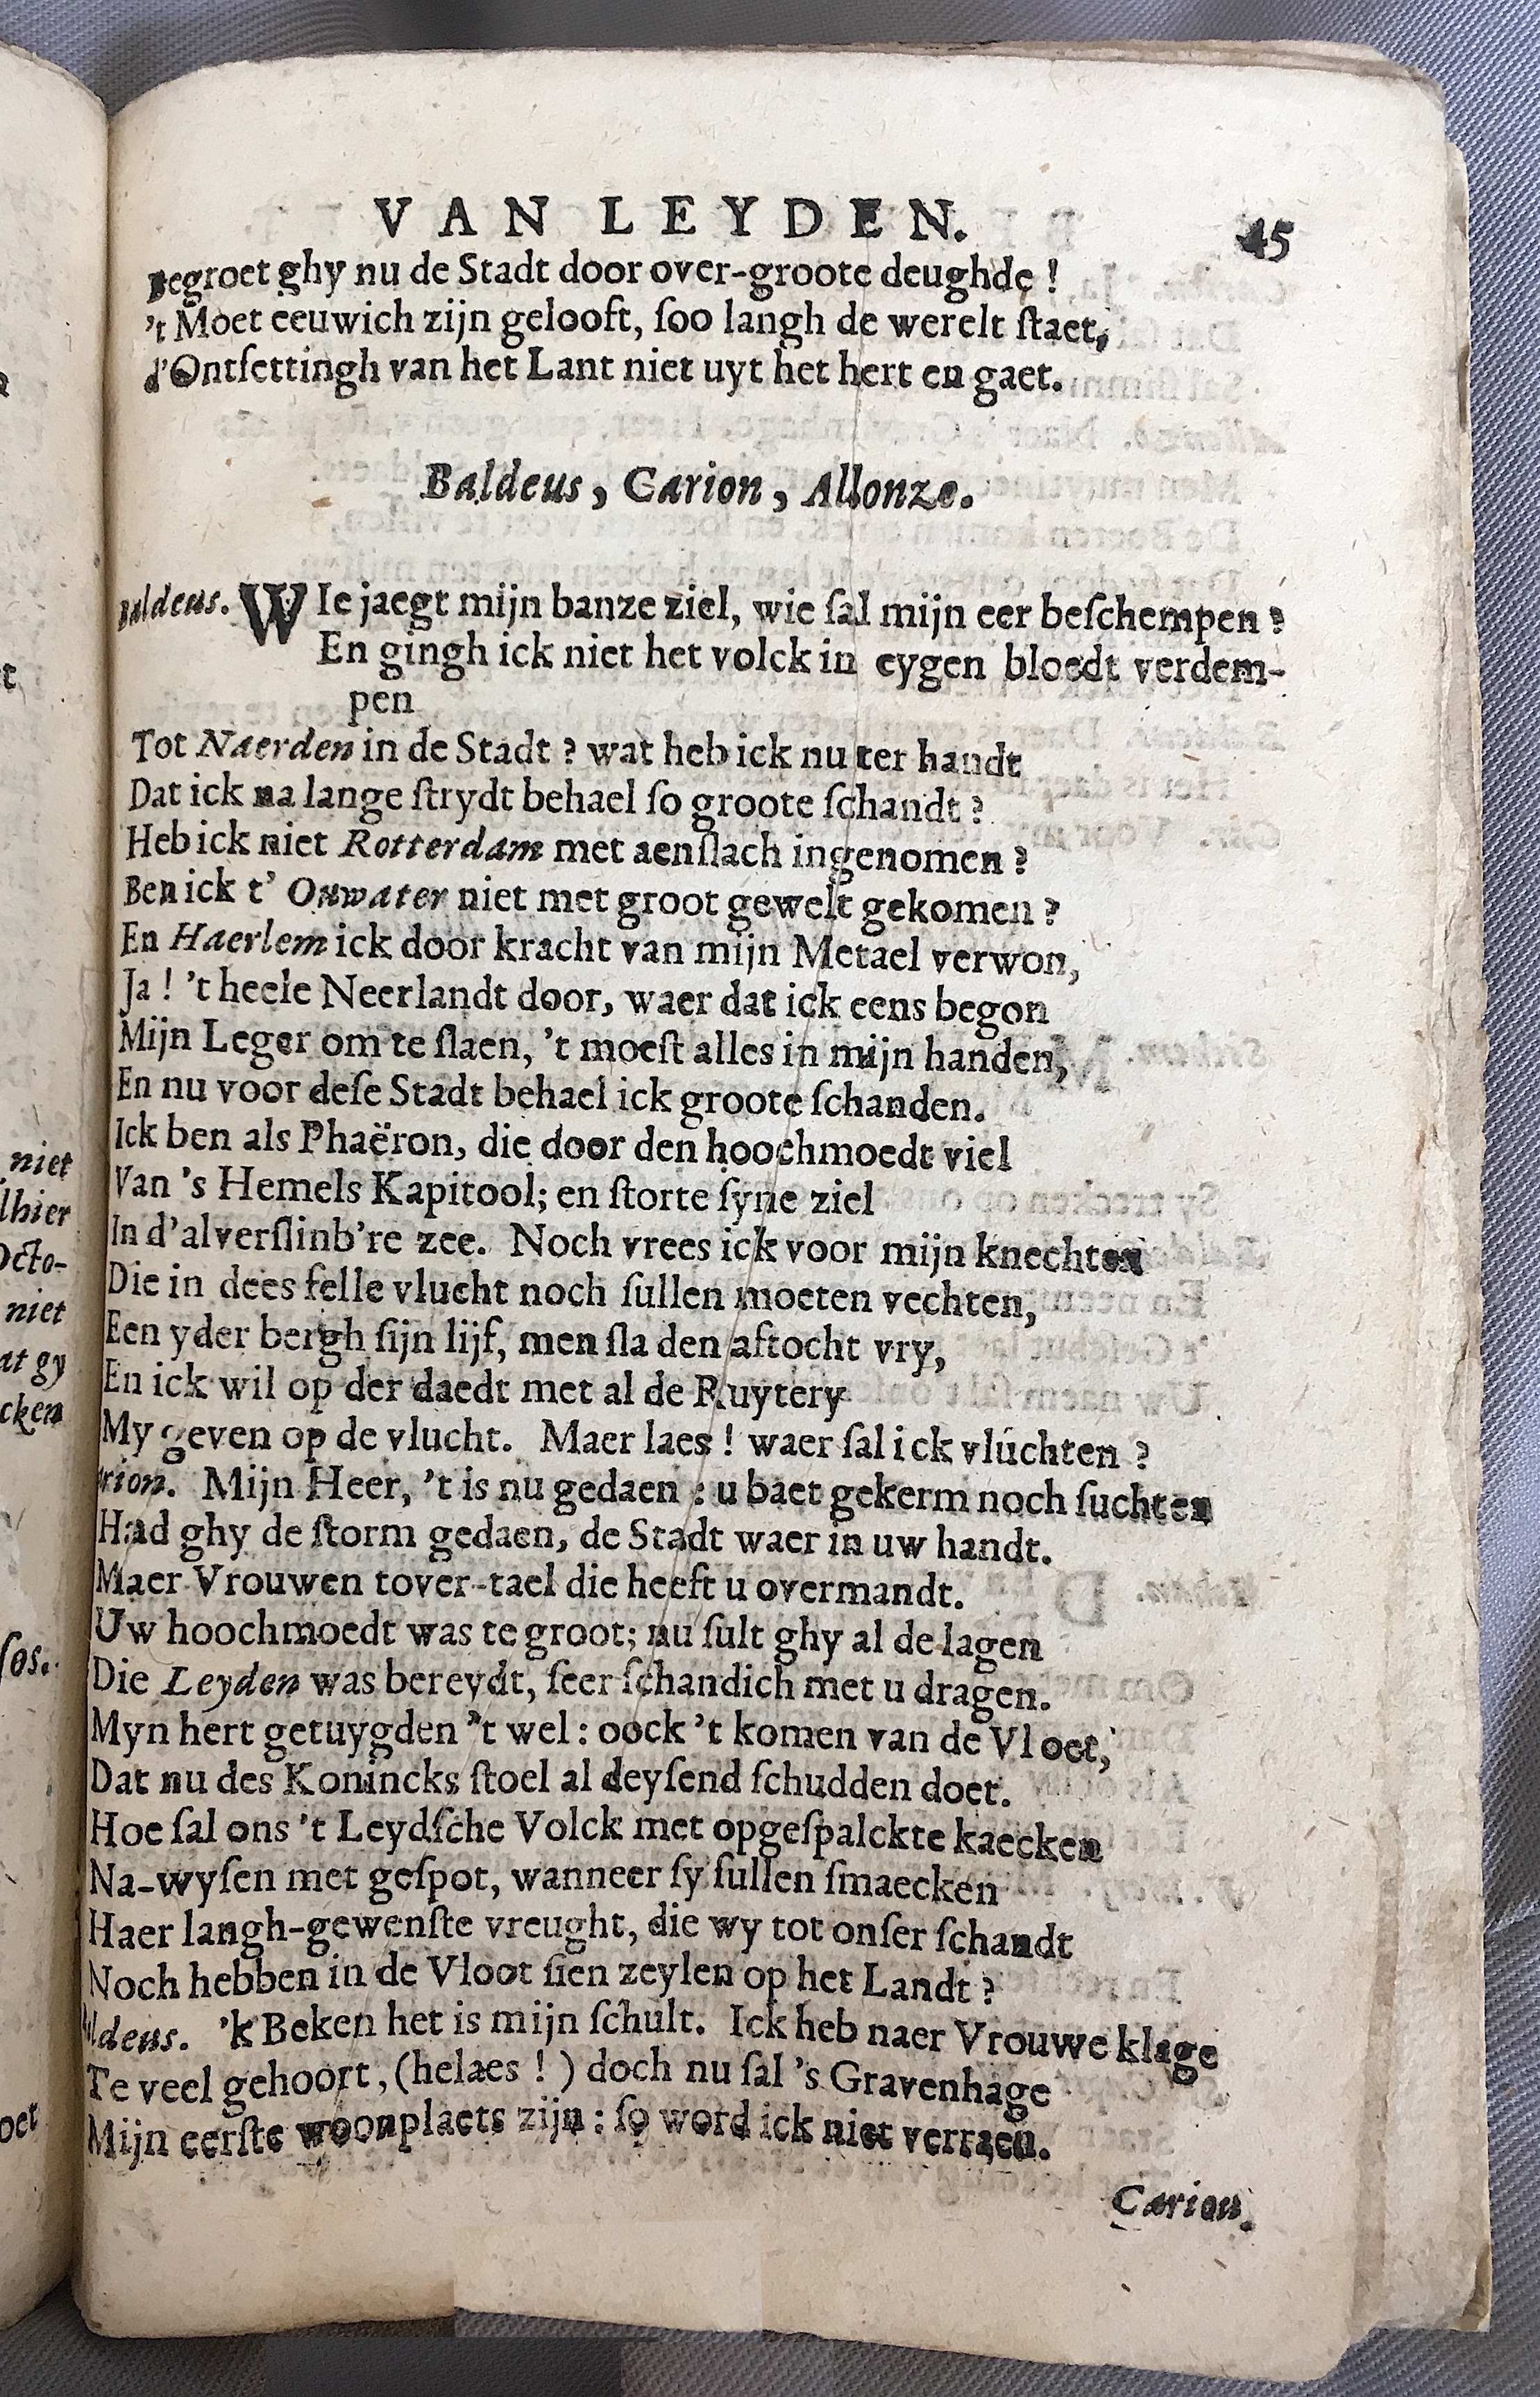 VAN LEYDEN. 45
Begroet ghy nu de Stadt door over-groote deughde !
't Moet eeuwich zijn gelooft, ſoo langh de werelt ſtaet,
d'Ontſettingh van het Lant niet uyt het hert en gaet.
Baldeus, Carion, Allonze.
Baldeus. WIe jaegt mijn banze ziel, wie ſal mijn eer beſchempen ?
En gingh ick niet het volck in eygen bloedt verdem-
pen
Tot Naerden in de Stadt ? wat heb ick nu ter handt
Dat ick na lange ſtrydt behael ſo groote ſchandt ?
Heb ick niet Rotterdam met aenſlach ingenomen ?
Ben ick t' Ouwater niet met groot gewelt gekomen ?
En Haerlem ick door kracht van mijn Metael verwon,
Ja ! 't heele Neerlandt door, waer dat ick eens begon
Mijn Leger om te ſlaen, 't moeſt alles in mijn handen,
En nu voor deſe Stadt behael ick groote ſchanden.
Ick ben als Phaëron, die door den hoochmoedt viel
Van 's Hemels Kapitool; en ſtorte ſyne ziel
In d'alverſlinb're zee. Noch vrees ick voor mijn knechten
Die in dees felle vlucht noch ſullen moeten vechten,
Een yder bergh ſijn lijf, men ſla den aftocht vry,
En ick wil op der daedt met al de Ruytery
My geven op de vlucht. Maer laes ! waer ſal ick vluchten ?
rion. Mijn Heer, 't is nu gedaen : u baet gekerm noch ſuchten
Had ghy de ſtorm gedaen, de Stadt waer in uw handt.
Maer Vrouwen tover-tael die heeft u overmandt.
Uw hoochmoedt was te groot; nu ſult ghy al de lagen
Die Leyden was bereydt, ſeer ſchandich met u dragen.
Myn hert getuygden 't wel : oock 't komen van de Vloet,
Dat nu des Konincks ſtoel al deyſend ſchudden doet.
Hoe ſal ons 't Leydſche Volck met opgeſpalckte kaecken
Na-wyſen met geſpot, wanneer ſy ſullen ſmaecken
Haer langh-gewenſte vreught, die wy tot onſer ſchandt
Noch hebben in de Vloot ſien zeylen op het Landt ?
ldeus. 'k Beken het is mijn ſchult. Ick heb naer Vrouwe klage
Te veel gehoort, (helaes ! ) doch nu ſal 's Gravenhage
Mijn eerſte woonplaets zijn : ſo word ick niet verraen.
Carion.
niet
lhier
Octo-
niet
at gy
cken
ſos.
oet